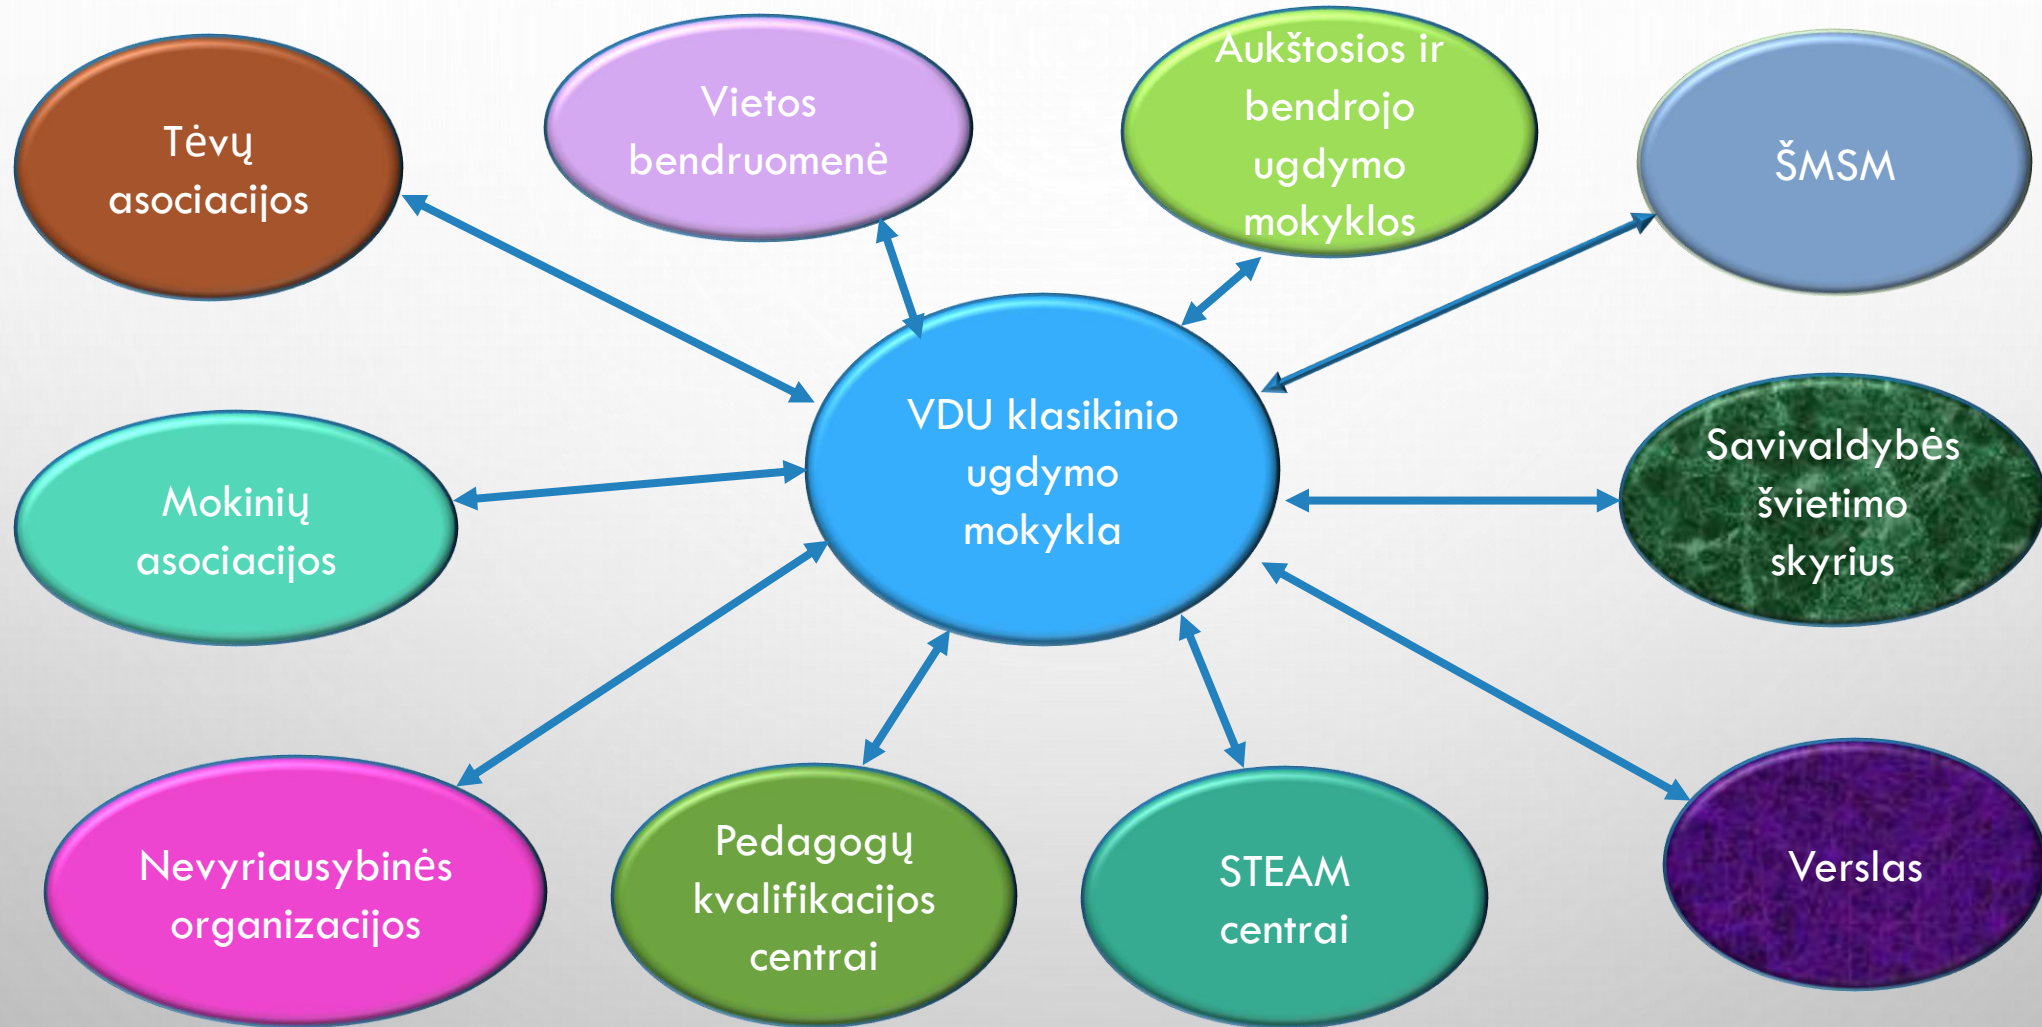 Tėvų
asociacijos
Vietos
bendruomenė
Aukštosios ir
bendrojo
ugdymo
mokyklos
ŠMSM
VDU klasikinio
ugdymo
mokykla
Mokinių
asociacijos
Savivaldybės
švietimo
skyrius
Nevyriausybinės
organizacijos
Pedagogų
kvalifikacijos
centrai
STEAM
centrai
Verslas